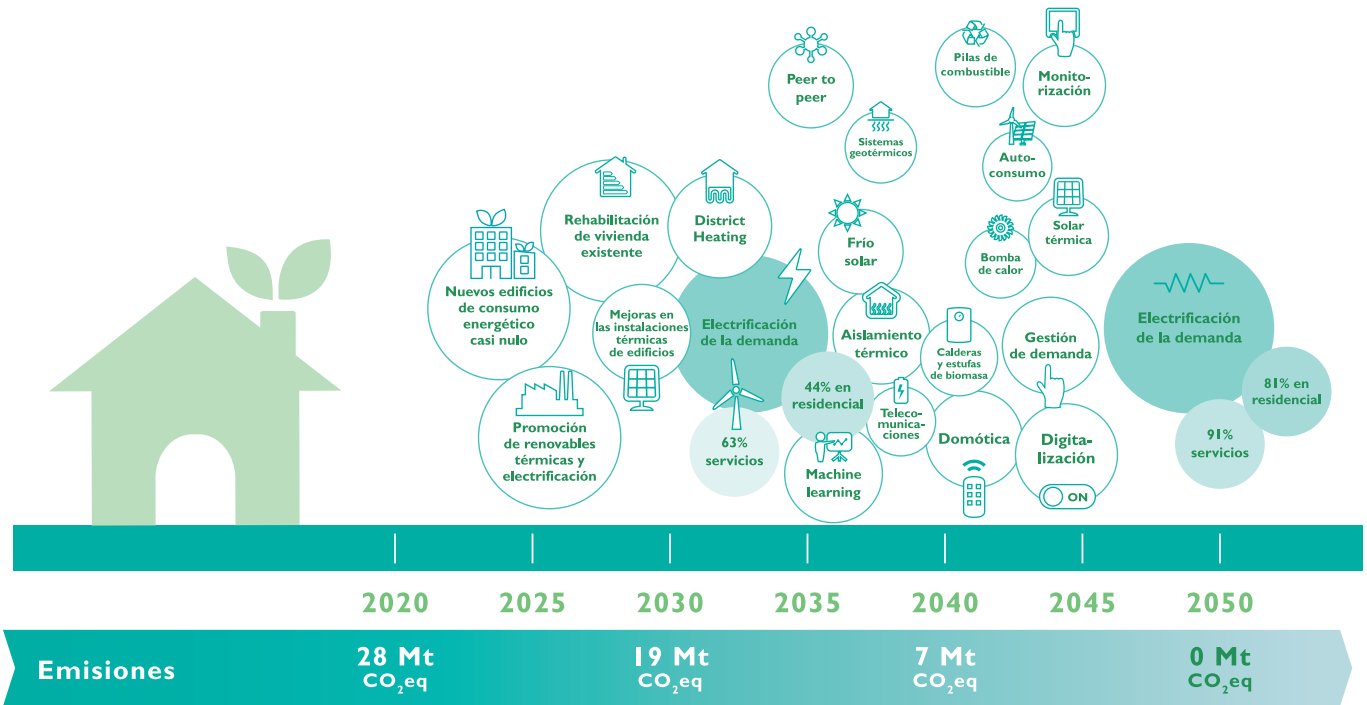 Peer to
peer
Pilas de
combustible
Monito-
rización
Sistemas
geotérmicos
Auto-
consumo
Rehabilitación
de vivienda
existente
District
Heating
Frío
solar
Solar
térmica
Bomba
de calor
Nuevos edificios
de consumo
energético
casi nulo
Mejoras en
las instalaciones
térmicas
de edificios
Electrificación
de la demanda
Aislamiento
térmico
Calderas
y estufas
de biomasa
Gestión
de demanda
Electrificación
de la demanda
44% en
residencial
81% en
residencial
Promoción
de renovables
térmicas y
electrificación
63%
servicios
Teleco-
municac-
iones
Domótica
Digita-
lización
91%
servicios
Machine
learning
ON
2020
2025
2030
2035
2040
2045
2050
Emisiones
28 Mt
CO₂eq
19 Mt
CO₂eq
7 Mt
CO₂eq
0 Mt
CO₂eq